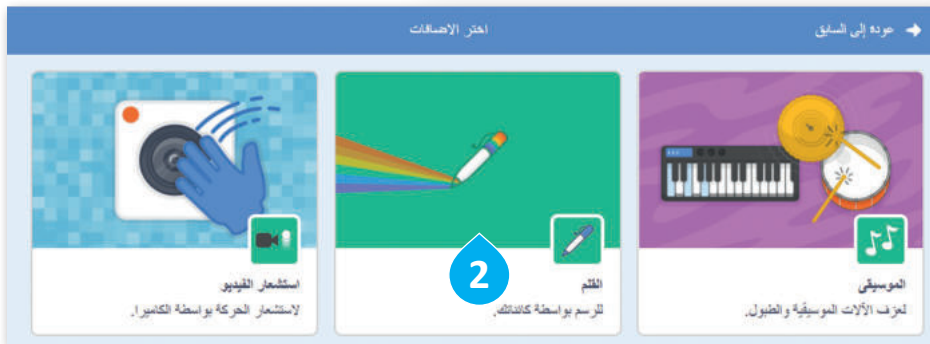 عودة إلى السابق
اختر الاضافات
الموسيقى
لعزف الآلات الموسيقية والطبول.
القلم
للرسم بواسطة كائناتك.
2
استشعار الفيديو
لاستشعار الحركة بواسطة الكاميرا.